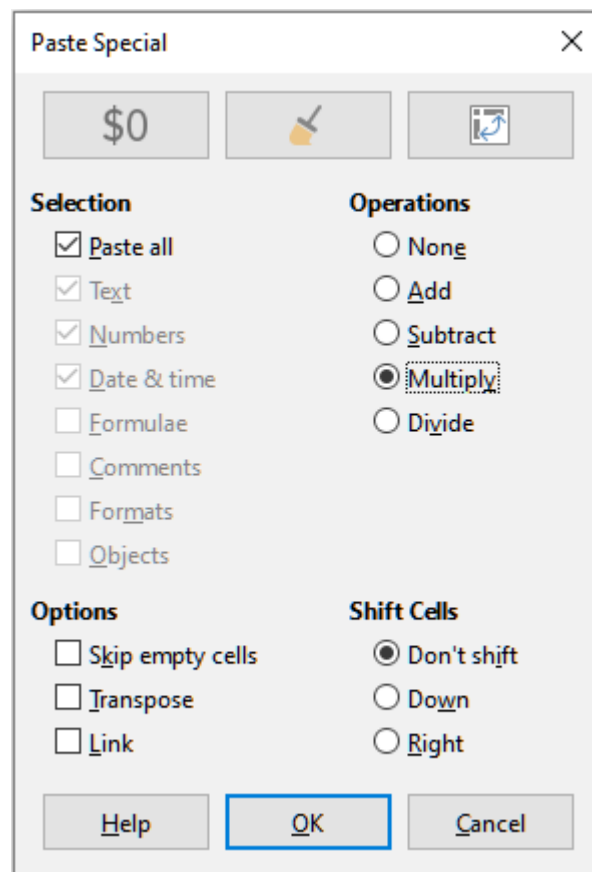 Paste Special
$0
Selection
Paste all
Text
Numbers
Date & time
Formulae
Comments
Formats
Objects
Operations
None
Add
Subtract
Multiply
Divide
Options
Skip empty cells
Transpose
Link
Shift Cells
Don't shift
Down
Right
Help
OK
Cancel